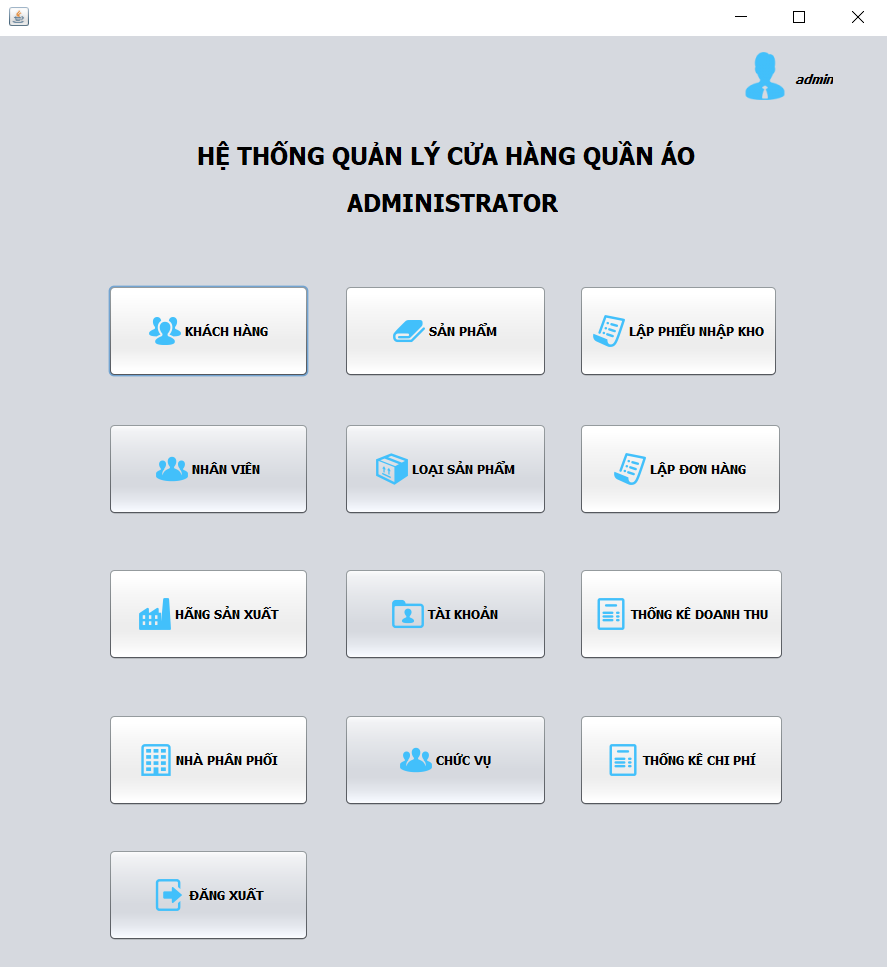 admin
HỆ THỐNG QUẢN LÝ CỬA HÀNG QUẦN ÁO
ADMINISTRATOR
KHÁCH HÀNG
SẢN PHẨM
LẬP PHIẾU NHẬP KHO
NHÂN VIÊN
LOẠI SẢN PHẨM
LẬP ĐƠN HÀNG
HÃNG SẢN XUẤT
TÀI KHOẢN
THỐNG KÊ DOANH THU
NHÀ PHÂN PHỐI
CHỨC VỤ
THỐNG KÊ CHI PHÍ
ĐĂNG XUẤT